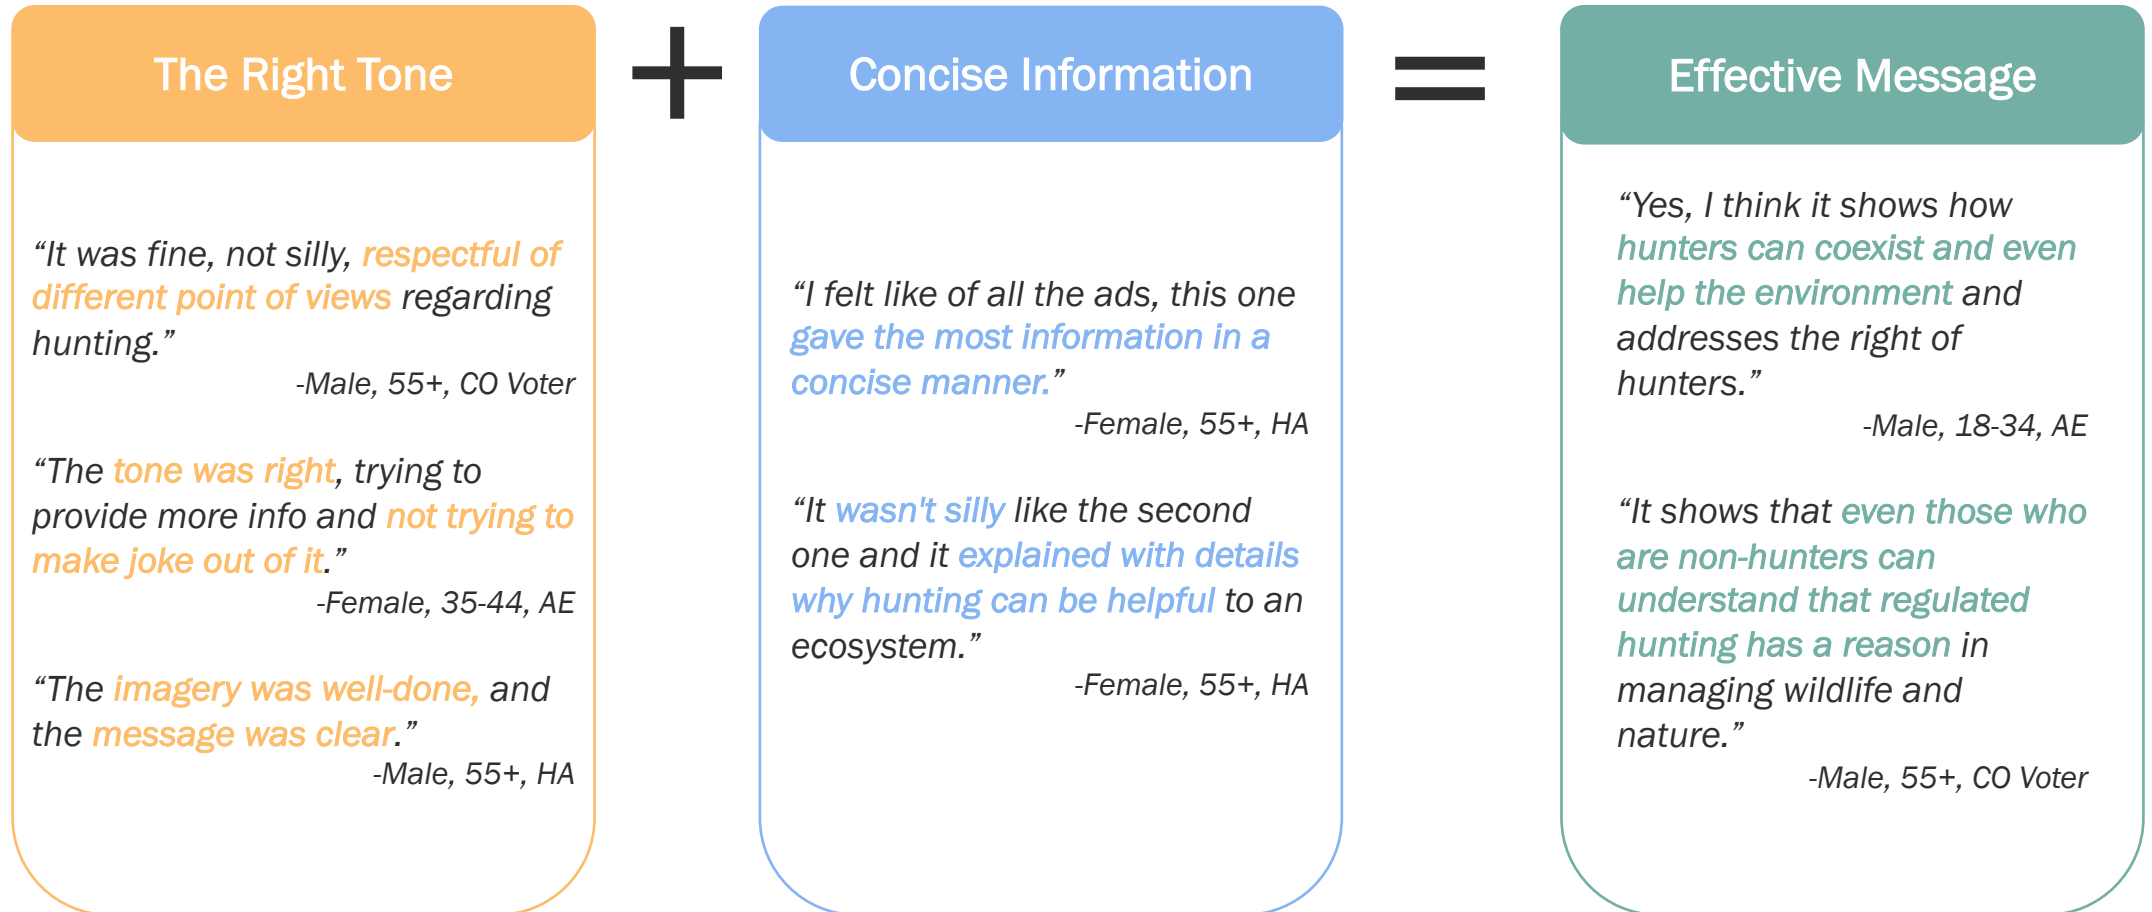 The Right Tone
“It was fine, not silly, respectful of
different point of views regarding
hunting.”
-Male, 55+, CO Voter
“The tone was right, trying to
provide more info and not trying to
make joke out of it.”
-Female, 35-44, AE
“The imagery was well-done, and
the message was clear.”
-Male, 55+, HA
+
Concise Information
“I felt like of all the ads, this one
gave the most information in a
concise manner.”
-Female, 55+, HA
“It wasn't silly like the second
one and it explained with details
why hunting can be helpful to an
ecosystem.”
-Female, 55+, HA
=
Effective Message
“Yes, I think it shows how
hunters can coexist and even
help the environment and
addresses the right of
hunters.”
-Male, 18-34, AE
“It shows that even those who
are non-hunters can
understand that regulated
hunting has a reason in
managing wildlife and
nature.”
-Male, 55+, CO Voter